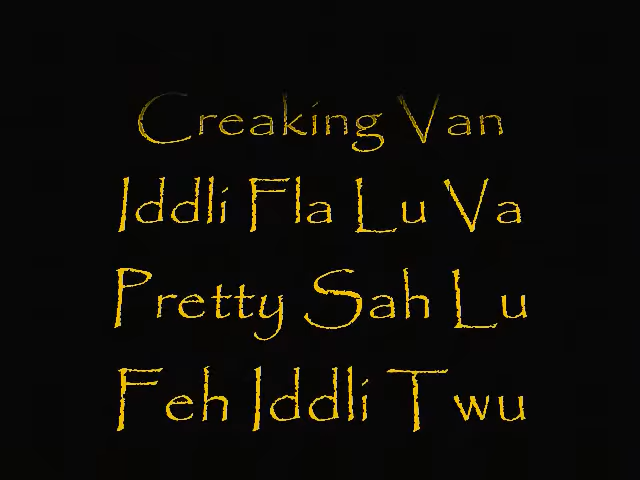 Creaking Van
Iddli Fla Lu Va
Pretty Sah Lu
Feh Iddli Twu